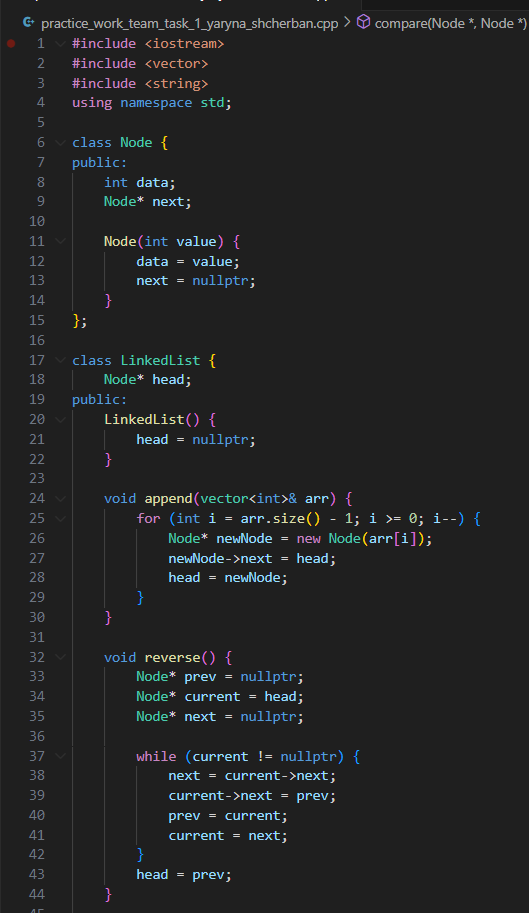 practice_work_team_task_1_yaryna_shcherban.cpp > compare(Node *, Node *)
1 #include <iostream>
2 #include <vector>
3 #include <string>
4 using namespace std;
5
6 class Node {
7 public:
8     int data;
9     Node* next;
10
11     Node(int value) {
12         data = value;
13         next = nullptr;
14     }
15 };
16
17 class LinkedList {
18     Node* head;
19 public:
20     LinkedList() {
21         head = nullptr;
22     }
23
24     void append(vector<int>& arr) {
25         for (int i = arr.size() - 1; i >= 0; i--) {
26             Node* newNode = new Node(arr[i]);
27             newNode->next = head;
28             head = newNode;
29         }
30     }
31
32     void reverse() {
33         Node* prev = nullptr;
34         Node* current = head;
35         Node* next = nullptr;
36
37         while (current != nullptr) {
38             next = current->next;
39             current->next = prev;
40             prev = current;
41             current = next;
42         }
43         head = prev;
44     }